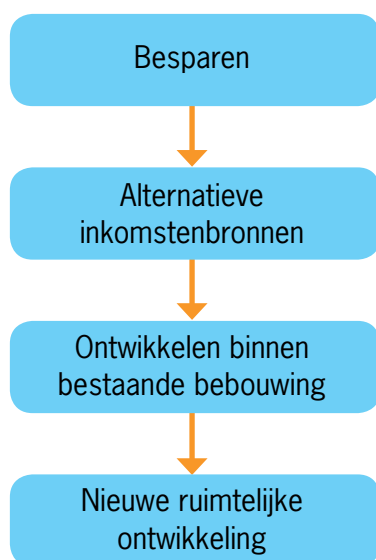 Besparen
Alternatieve
inkomstenbronnen
Ontwikkelen binnen
bestaande bebouwing
Nieuwe ruimtelijke
ontwikkeling